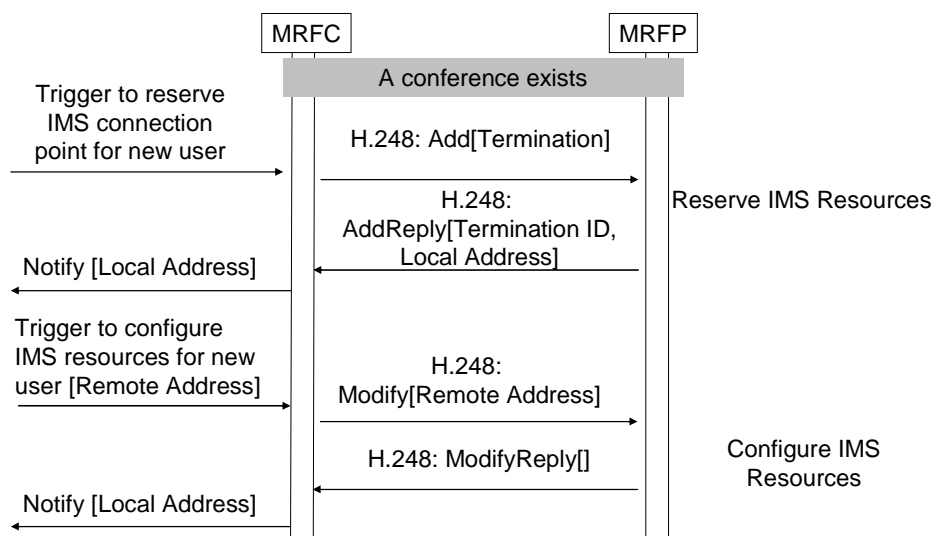 MRFC
MRFP
A conference exists
Trigger to reserve
IMS connection
point for new user
H.248: Add[Termination]
H.248:
AddReply[Termination ID,
Local Address]
Reserve IMS Resources
Notify [Local Address]
Trigger to configure
IMS resources for new
user [Remote Address]
H.248:
Modify[Remote Address]
H.248: ModifyReply[]
Configure IMS
Resources
Notify [Local Address]